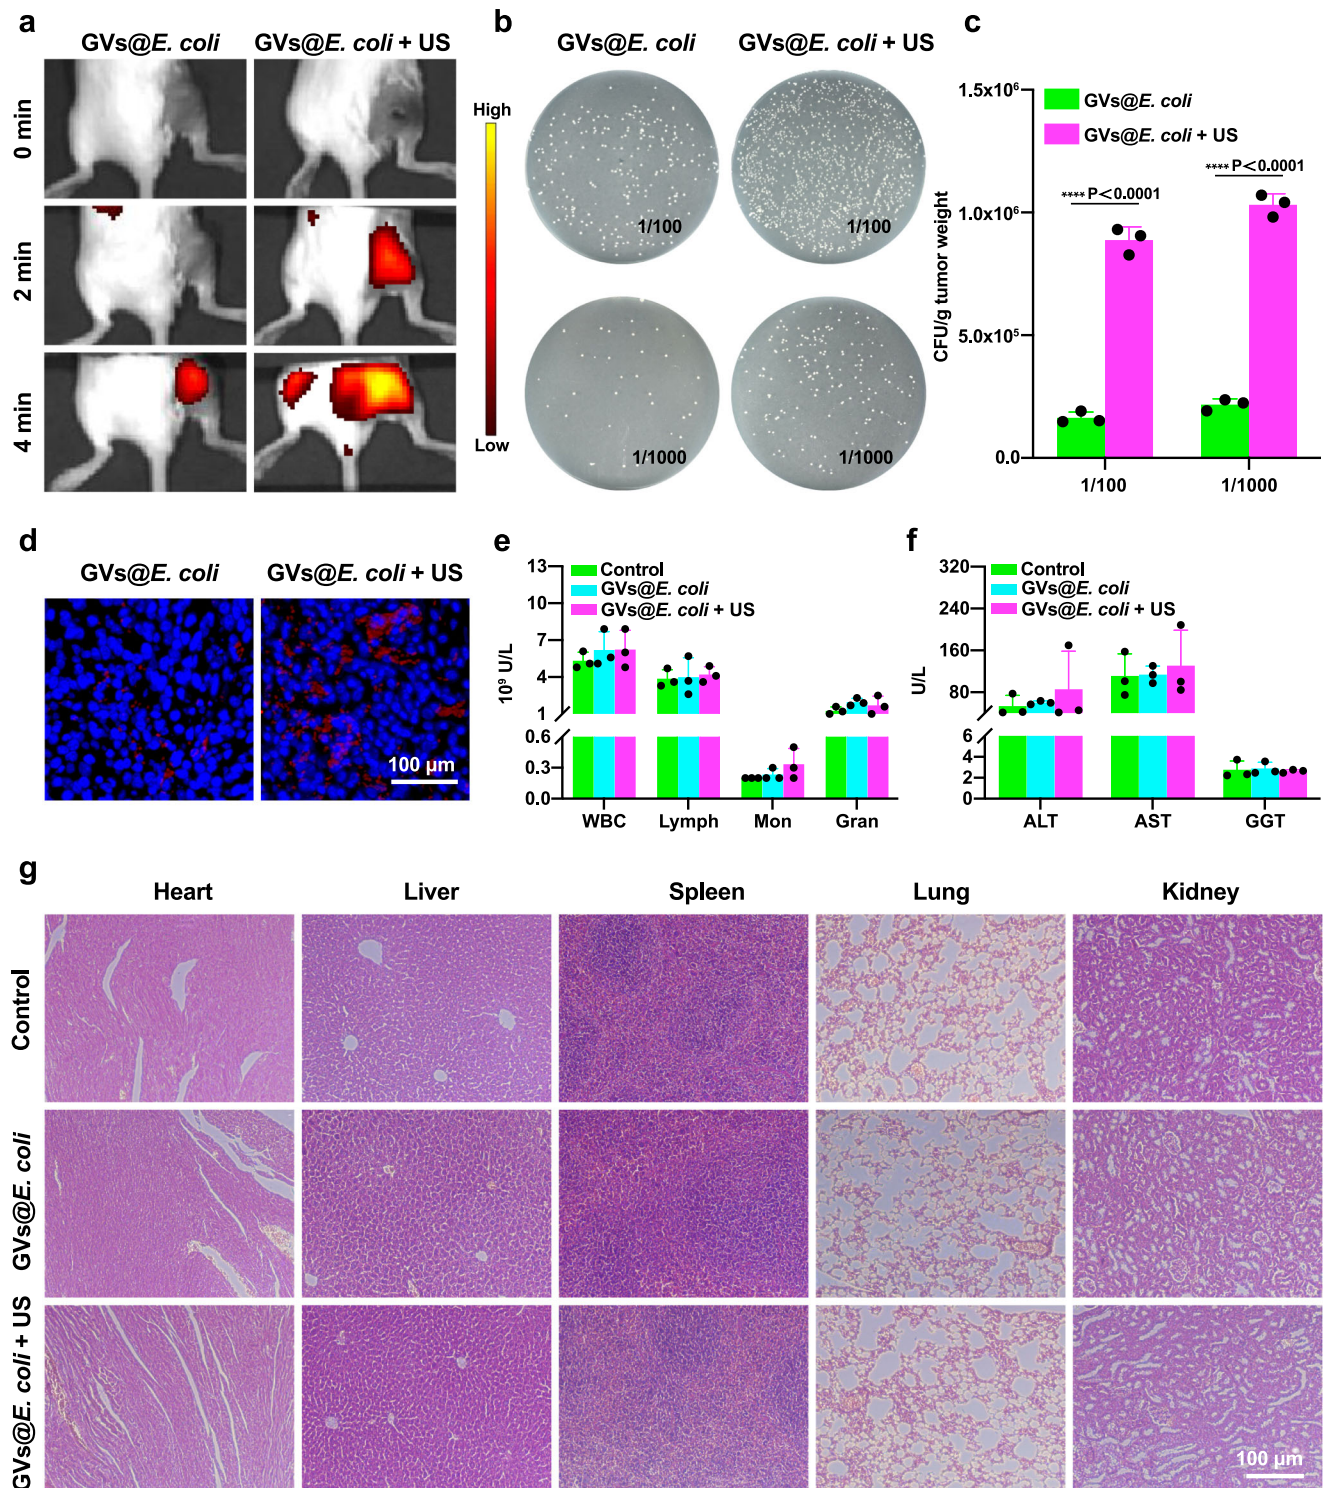 a
GVs@E. coli
GVs@E. coli + US
0 min
2 min
4 min
High
Low
b
GVs@E. coli
GVs@E. coli + US
1/100
1/100
1/1000
1/1000
c
GVs@E. coli
GVs@E. coli + US
CFU/g tumor weight
1.5x10⁶
1.0x10⁶
5.0x10⁵
0.0
**** P<0.0001
**** P<0.0001
1/100
1/1000
d
GVs@E. coli
GVs@E. coli + US
100 μm
e
Control
GVs@E. coli
GVs@E. coli + US
10⁹ U/L
13
10
7
4
1
0.6
0.3
0.0
WBC
Lymph
Mon
Gran
f
Control
GVs@E. coli
GVs@E. coli + US
U/L
320
240
160
80
6
4
2
0
ALT
AST
GGT
g
Heart
Liver
Spleen
Lung
Kidney
Control
GVs@E. coli
GVs@E. coli + US
100 μm